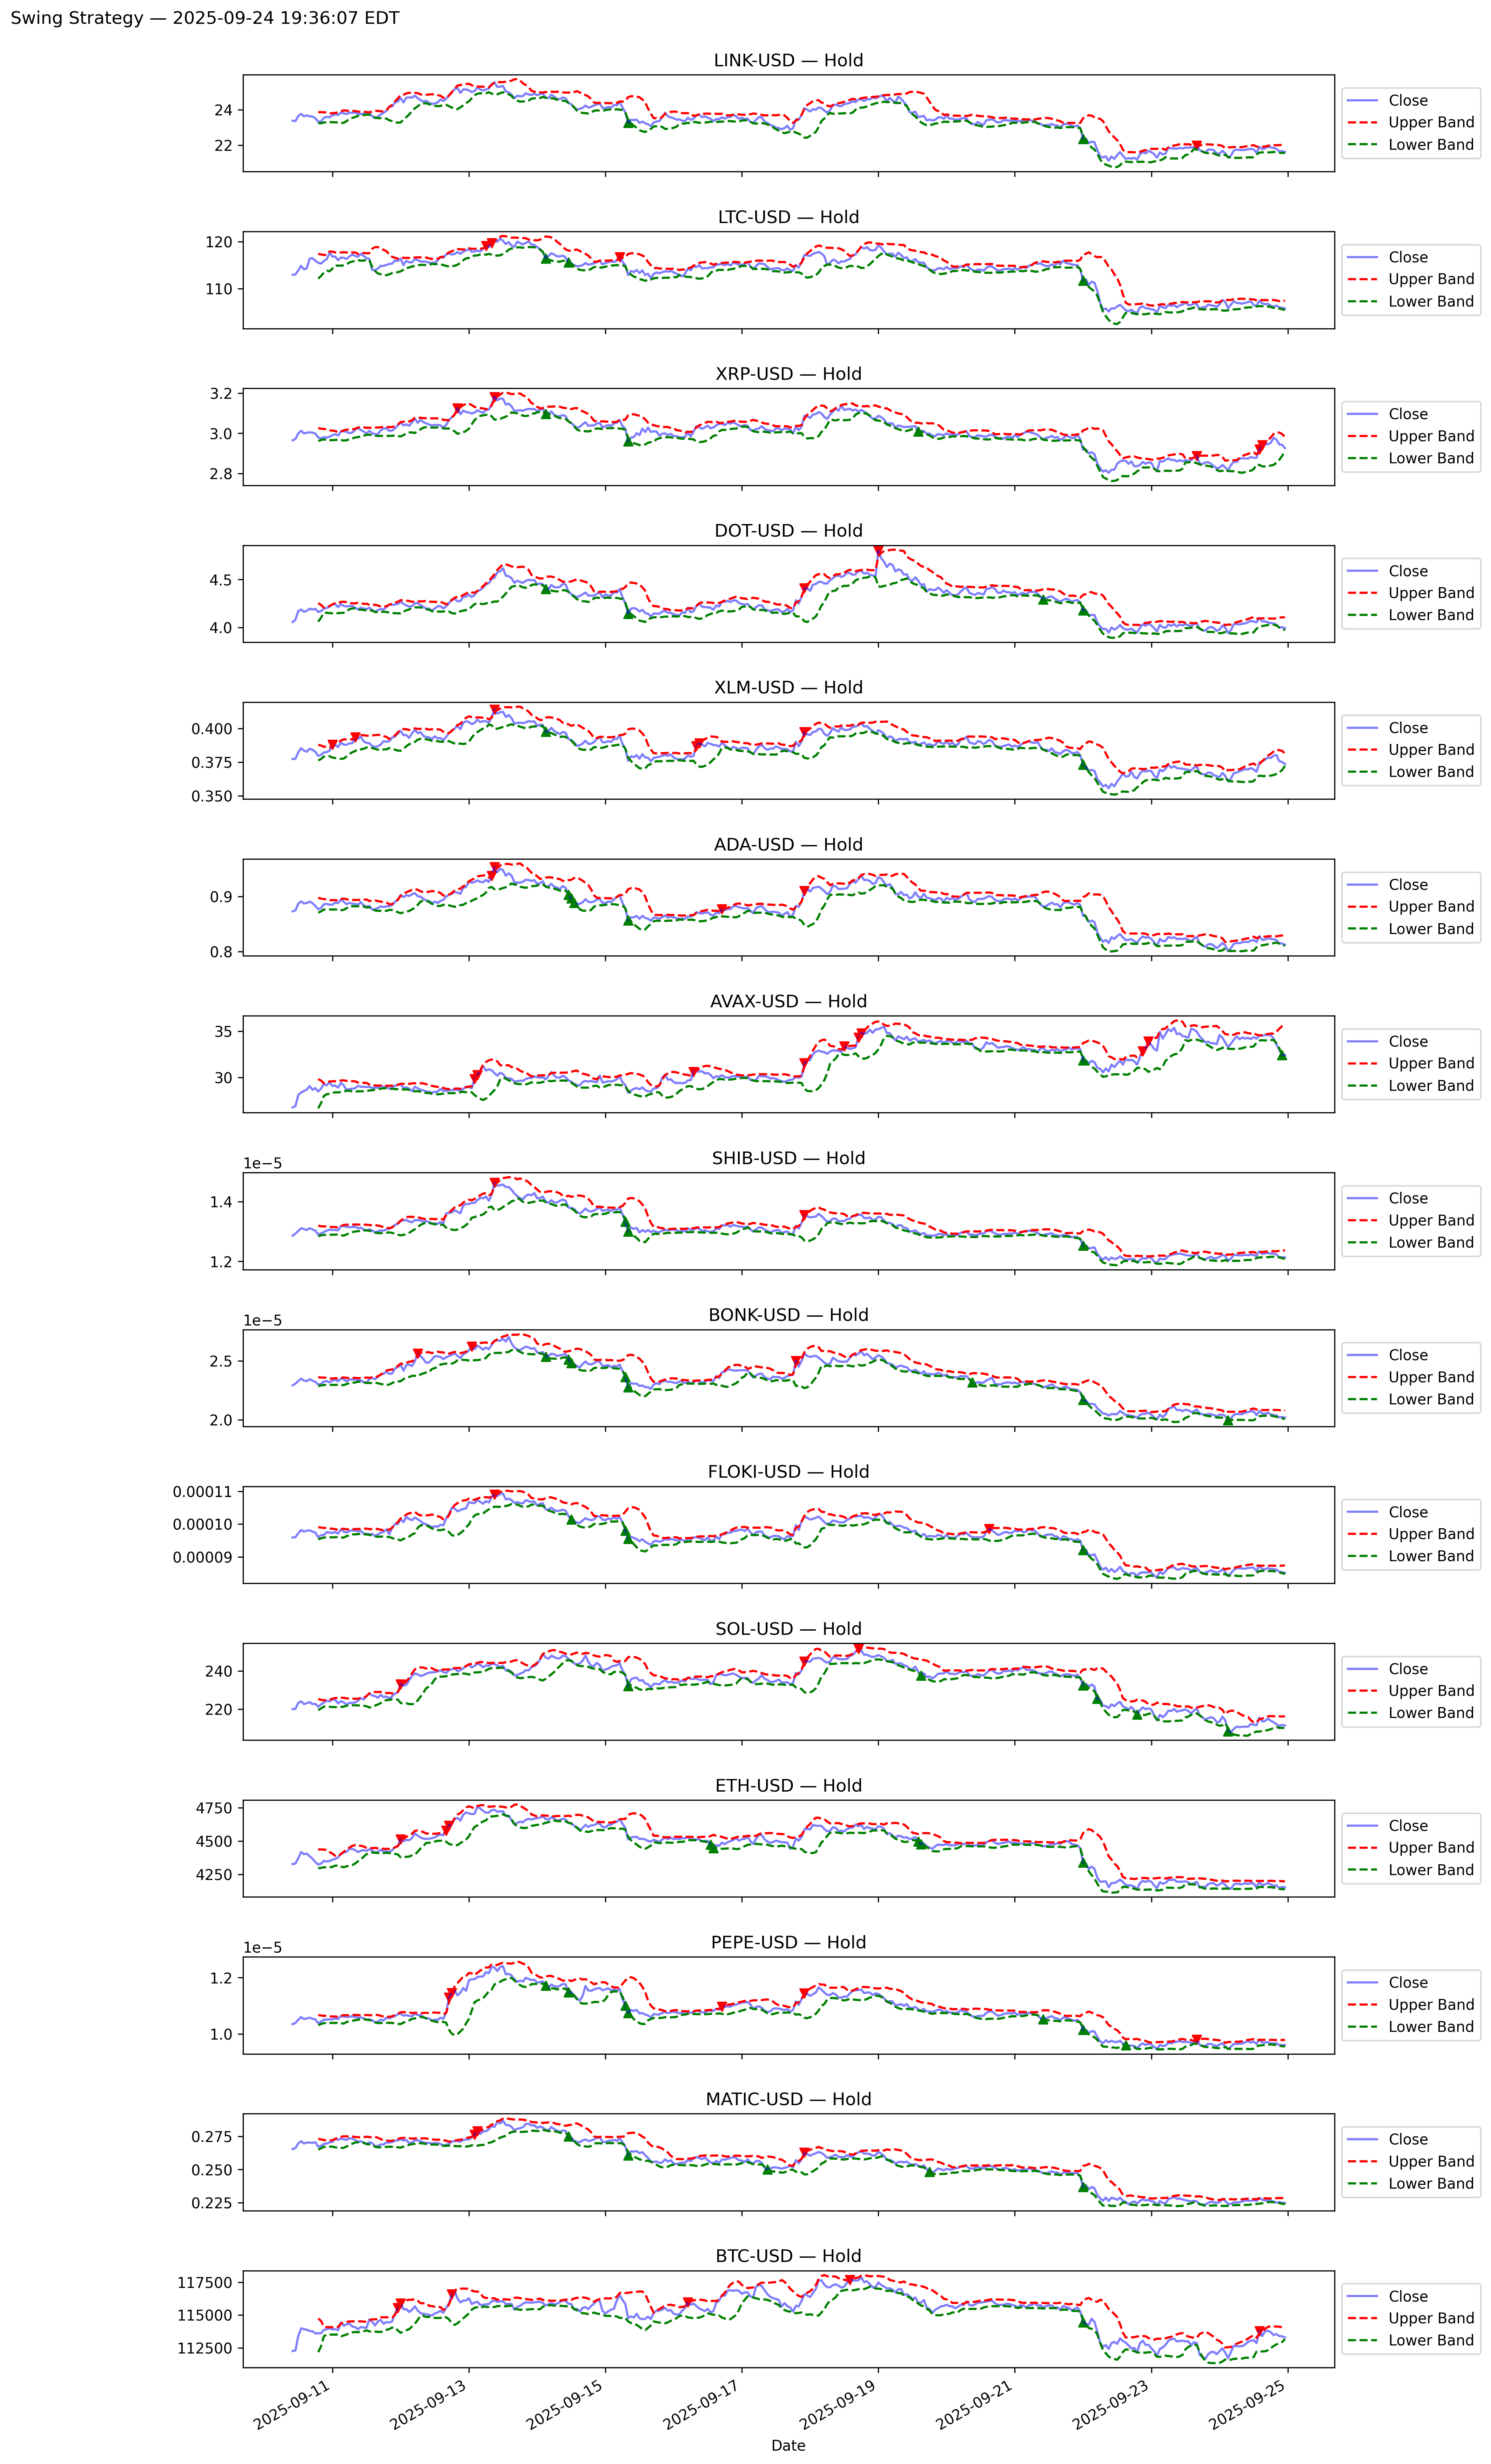 Swing Strategy — 2025-09-24 19:36:07 EDT
LINK-USD — Hold
24
22
Close
Upper Band
Lower Band
LTC-USD — Hold
120
110
Close
Upper Band
Lower Band
XRP-USD — Hold
3.2
3.0
2.8
Close
Upper Band
Lower Band
DOT-USD — Hold
4.5
4.0
Close
Upper Band
Lower Band
XLM-USD — Hold
0.400
0.375
0.350
Close
Upper Band
Lower Band
ADA-USD — Hold
0.9
0.8
Close
Upper Band
Lower Band
AVAX-USD — Hold
35
30
Close
Upper Band
Lower Band
SHIB-USD — Hold
1e−5
1.4
1.2
Close
Upper Band
Lower Band
BONK-USD — Hold
1e−5
2.5
2.0
Close
Upper Band
Lower Band
FLOKI-USD — Hold
0.00011
0.00010
0.00009
Close
Upper Band
Lower Band
SOL-USD — Hold
240
220
Close
Upper Band
Lower Band
ETH-USD — Hold
4750
4500
4250
Close
Upper Band
Lower Band
PEPE-USD — Hold
1e−5
1.2
1.0
Close
Upper Band
Lower Band
MATIC-USD — Hold
0.275
0.250
0.225
Close
Upper Band
Lower Band
BTC-USD — Hold
117500
115000
112500
Close
Upper Band
Lower Band
2025-09-11
2025-09-13
2025-09-15
2025-09-17
2025-09-19
2025-09-21
2025-09-23
2025-09-25
Date